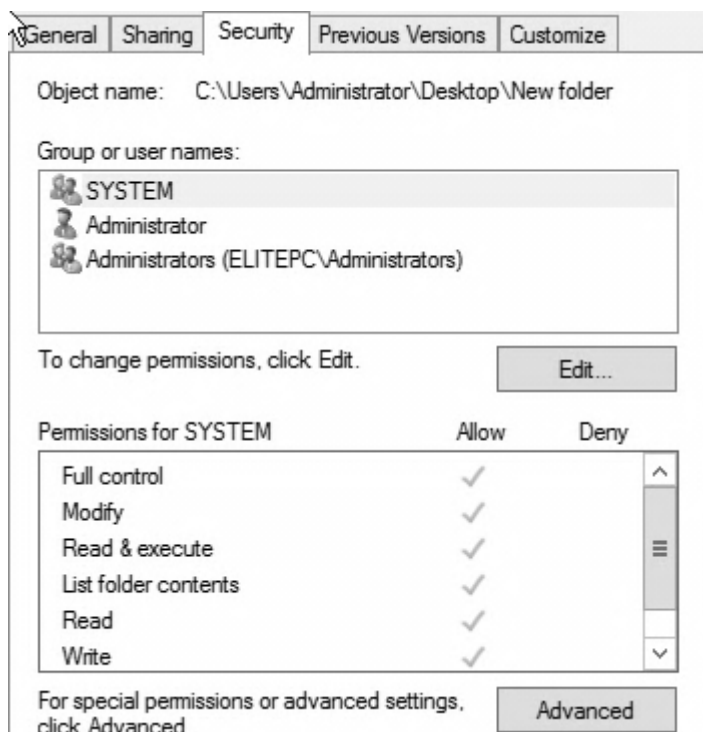 General Sharing Security Previous Versions Customize
Object name: C:\Users\Administrator\Desktop\New folder
Group or user names:
SYSTEM
Administrator
Administrators (ELITEPC\Administrators)
To change permissions, click Edit.
Edit...
Permissions for SYSTEM Allow Deny
Full control
Modify
Read & execute
List folder contents
Read
Write
For special permissions or advanced settings,
click Advanced
Advanced